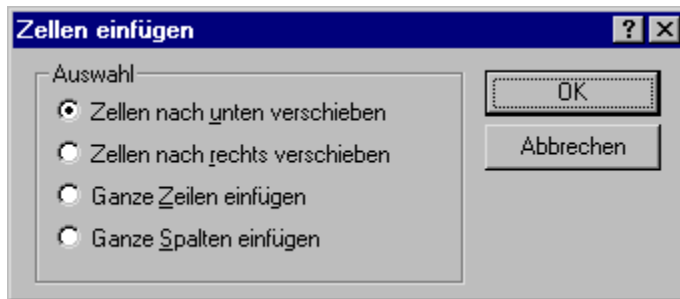 Zellen einfügen
Auswahl
Zellen nach unten verschieben
Zellen nach rechts verschieben
Ganze Zeilen einfügen
Ganze Spalten einfügen
OK
Abbrechen